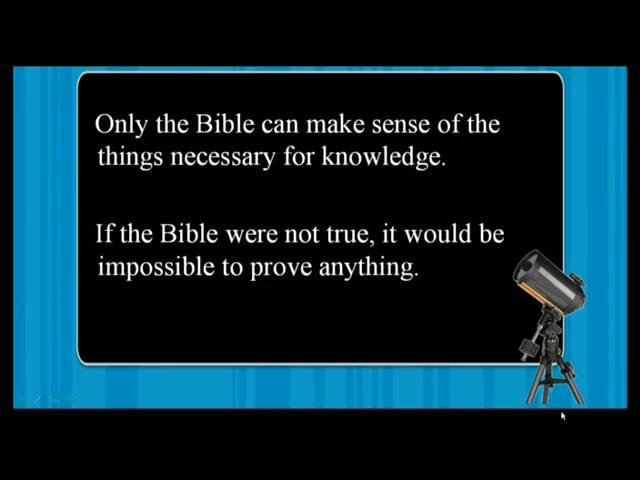 Only the Bible can make sense of the
things necessary for knowledge.
If the Bible were not true, it would be
impossible to prove anything.